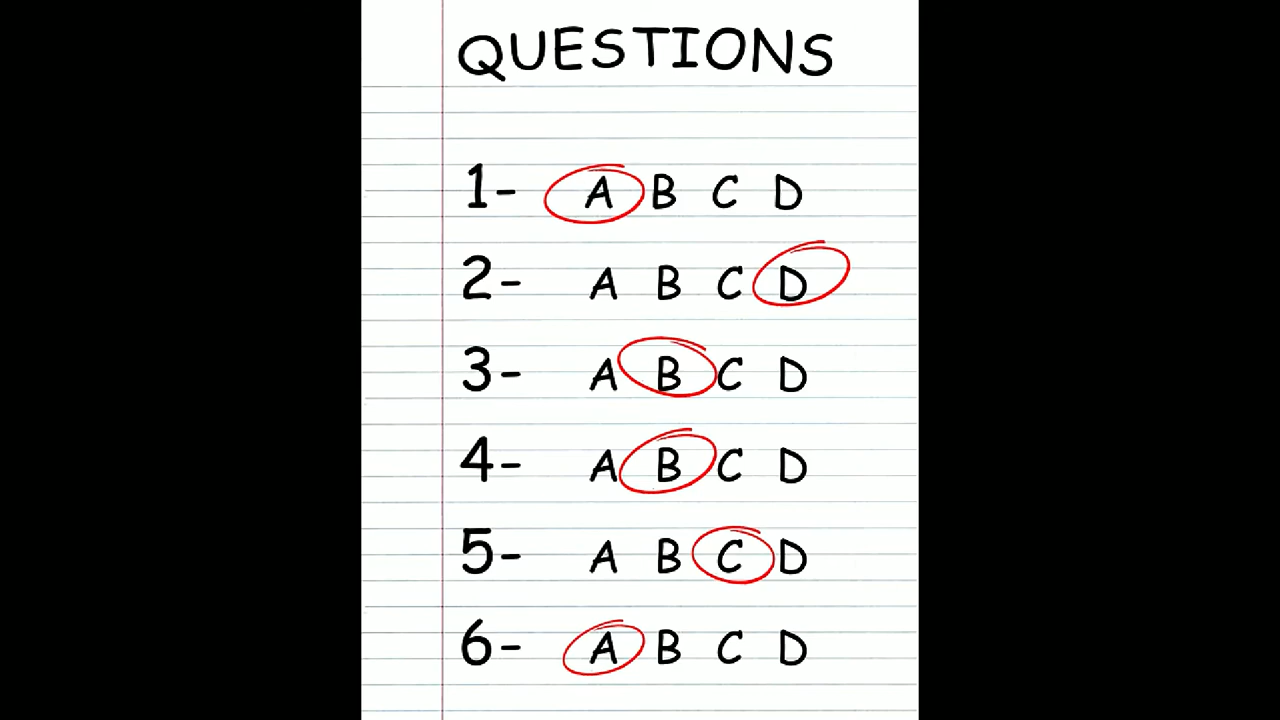 QUESTIONS
1- A B C D
2- A B C D
3- A B C D
4- A B C D
5- A B C D
6- A B C D